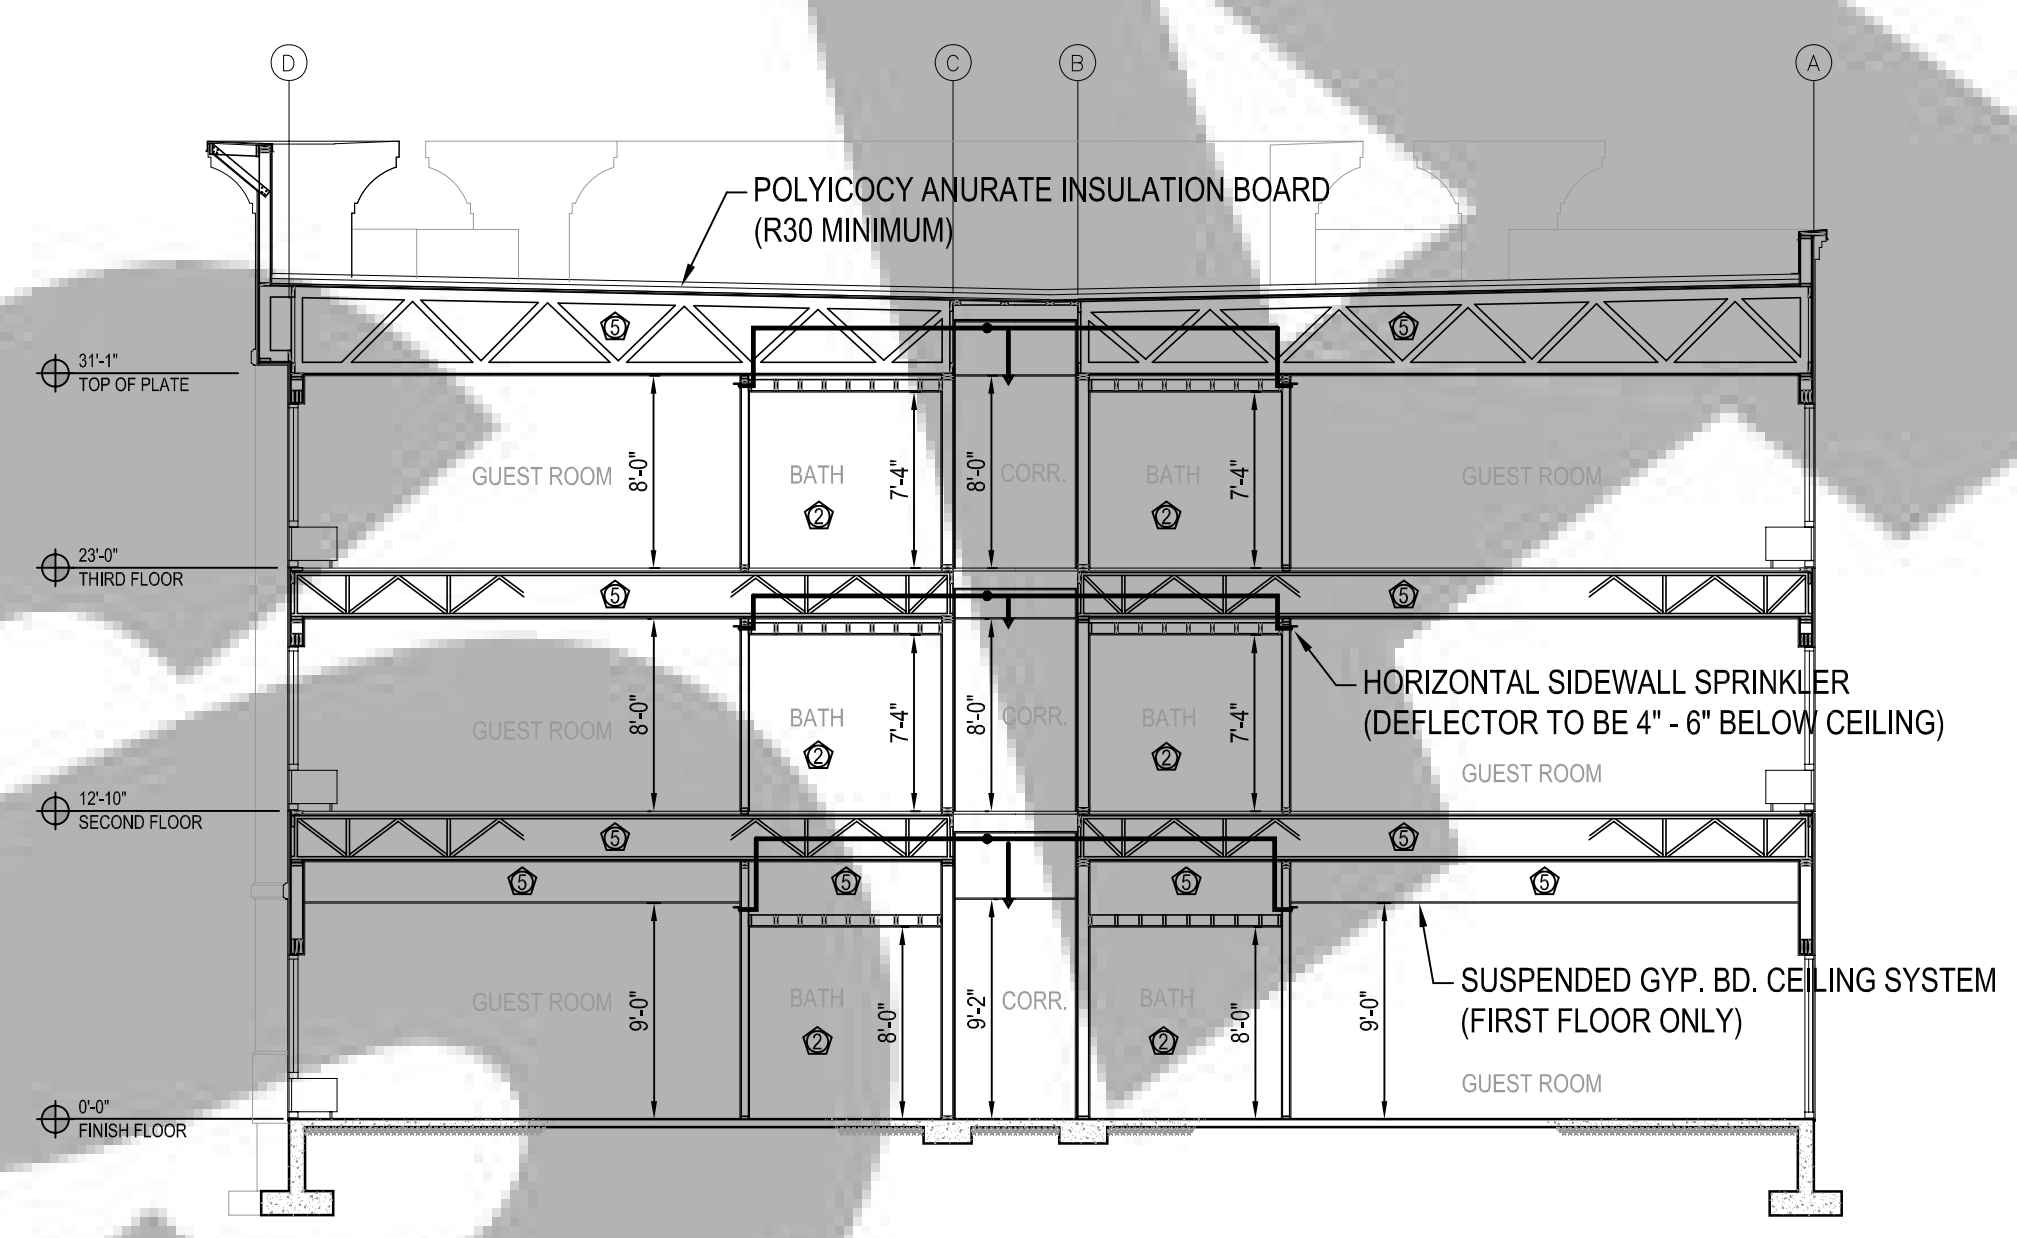 D C B A
POLYICOCY ANURATE INSULATION BOARD
(R30 MINIMUM)
5 5
31'-1"
TOP OF PLATE
GUEST ROOM 8'-0" BATH 7'-4" 8'-0" CORR. BATH 7'-4" GUEST ROOM
2 2
23'-0"
THIRD FLOOR
5 5
HORIZONTAL SIDEWALL SPRINKLER
(DEFLECTOR TO BE 4" - 6" BELOW CEILING)
GUEST ROOM 8'-0" BATH 7'-4" 8'-0" CORR. BATH 7'-4"
2 2
GUEST ROOM
12'-10"
SECOND FLOOR
5 5
5 5 5 5
SUSPENDED GYP. BD. CEILING SYSTEM
(FIRST FLOOR ONLY)
GUEST ROOM 9'-0" BATH 8'-0" 9'-2" CORR. BATH 8'-0" 9'-0"
2 2
GUEST ROOM
0'-0"
FINISH FLOOR